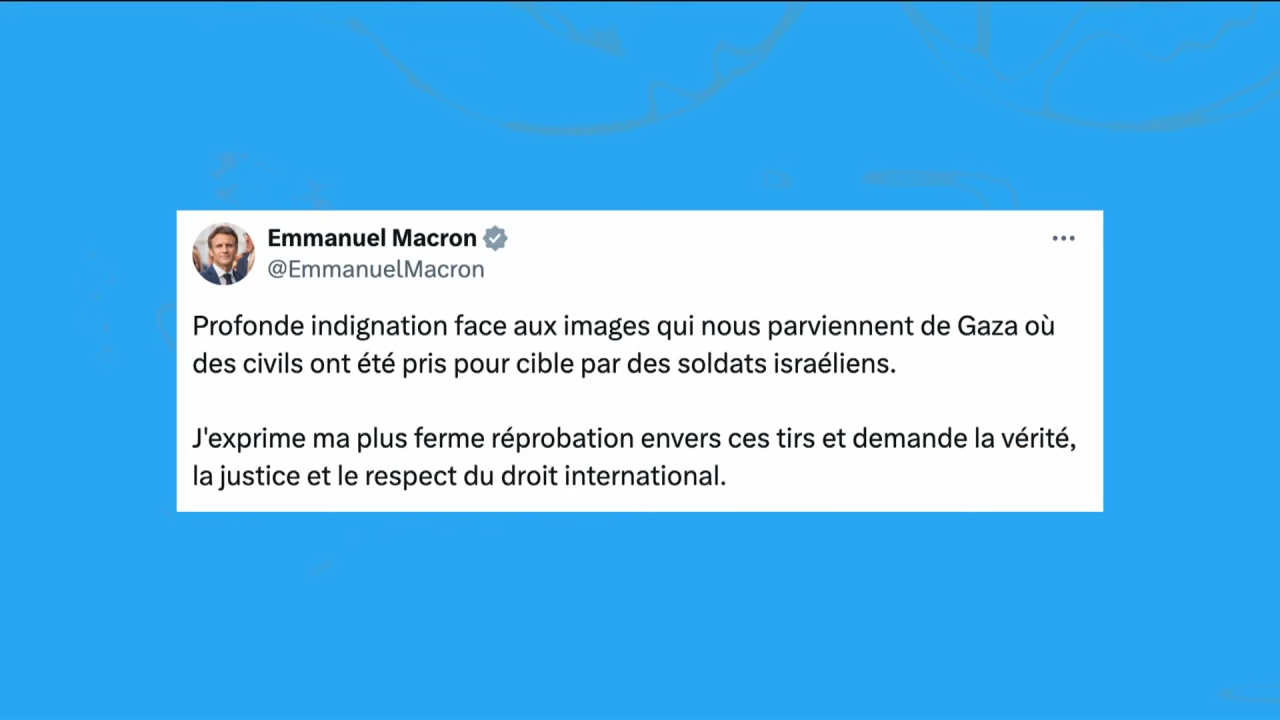 Emmanuel Macron
@EmmanuelMacron
Profonde indignation face aux images qui nous parviennent de Gaza où
des civils ont été pris pour cible par des soldats israéliens.
J'exprime ma plus ferme réprobation envers ces tirs et demande la vérité,
la justice et le respect du droit international.